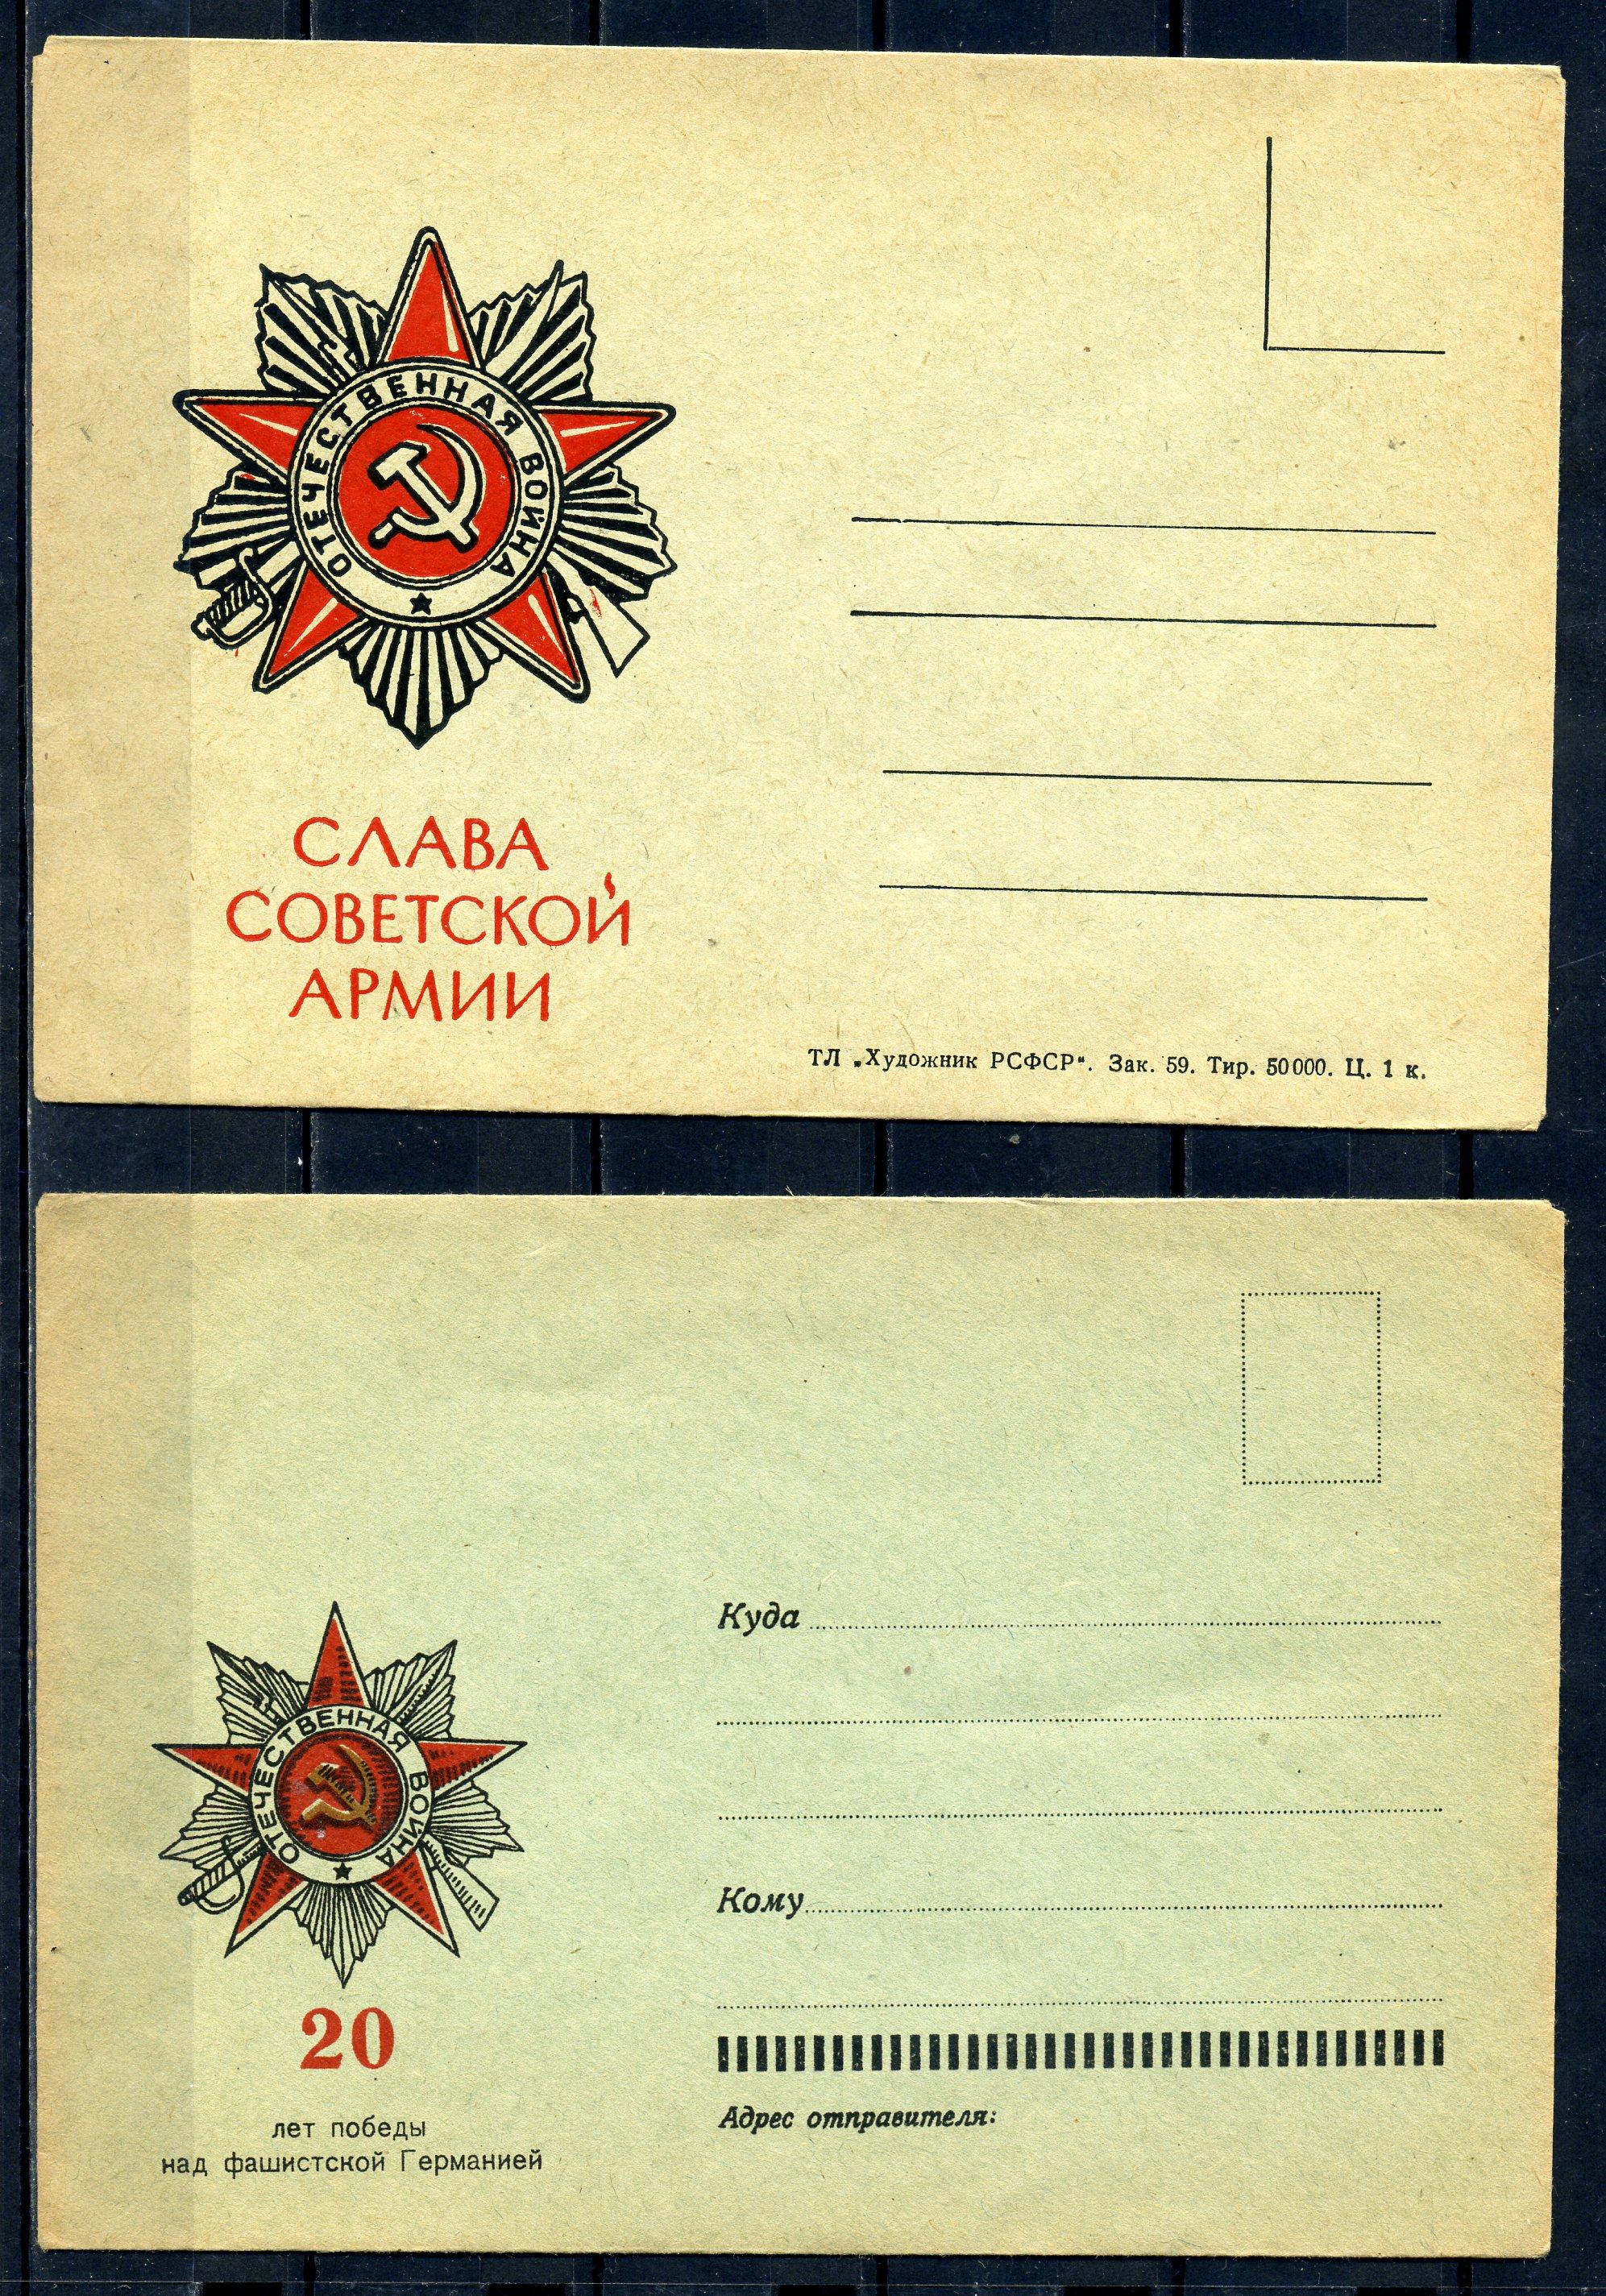 ОТЕЧЕСТВЕННАЯ ВОЙНА
СЛАВА
СОВЕТСКОЙ
АРМИИ
ТЛ „Художник РСФСР“. Зак. 59. Тир. 50000. Ц. 1 к.
Куда
ОТЕЧЕСТВЕННАЯ ВОЙНА
Кому
20
лет победы
над фашистской Германией
Адрес отправителя: